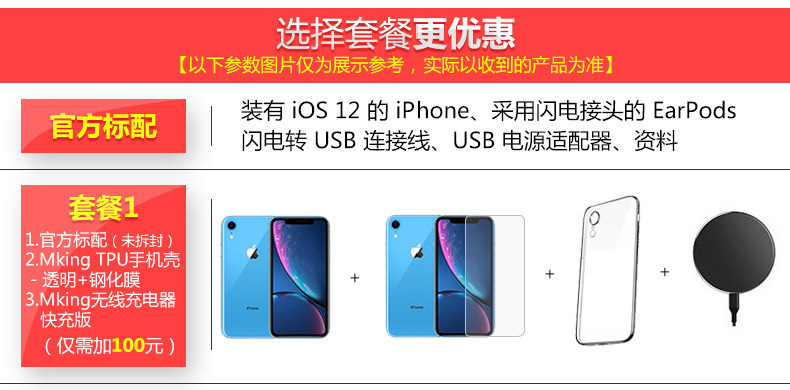 选择套餐更优惠
【以下参数图片仅为展示参考，实际以收到的产品为准】
官方标配
装有 iOS 12 的 iPhone、采用闪电接头的 EarPods
闪电转 USB 连接线、USB 电源适配器、资料
套餐1
1.官方标配（未拆封）
2.Mking TPU手机壳
- 透明+钢化膜
3.Mking无线充电器
快充版
（仅需加100元）
iPhone
+
iPhone
+
+